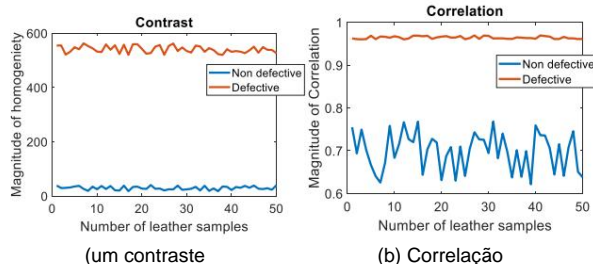 Contrast
600
400
200
0
Magnitude of homogeniety
Non defective
Defective
0 10 20 30 40 50
Number of leather samples
(um contraste
Correlation
1
0.9
0.8
0.7
0.6
Magnitude of Correlation
Non defective
Defective
0 10 20 30 40 50
Number of leather samples
(b) Correlação